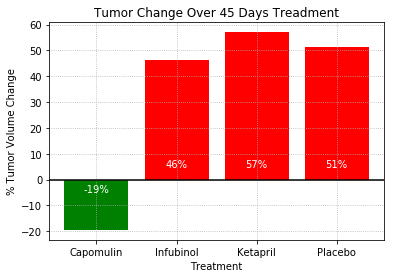 Tumor Change Over 45 Days Treadment
% Tumor Volume Change
60
50
40
30
20
10
0
−10
−20
-19%
46%
57%
51%
Capomulin
Infubinol
Ketapril
Placebo
Treatment